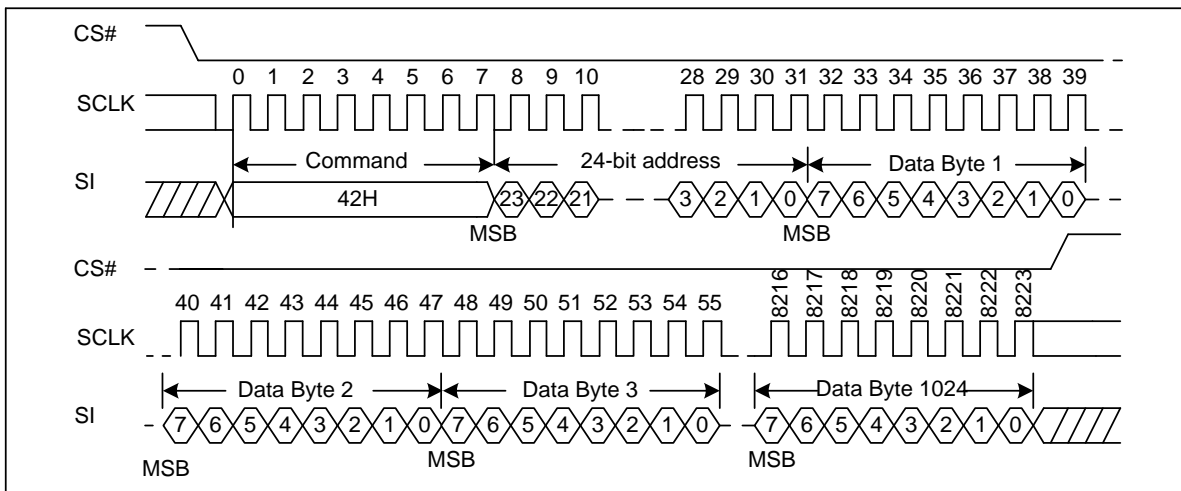 CS#
0 1 2 3 4 5 6 7 8 9 10 28 29 30 31 32 33 34 35 36 37 38 39
SCLK
Command 24-bit address Data Byte 1
SI
42H 23 22 21 3 2 1 0 7 6 5 4 3 2 1 0
MSB MSB
CS#
40 41 42 43 44 45 46 47 48 49 50 51 52 53 54 55 8216 8217 8218 8219 8220 8221 8222 8223
SCLK
Data Byte 2 Data Byte 3 Data Byte 1024
SI
7 6 5 4 3 2 1 0 7 6 5 4 3 2 1 0 7 6 5 4 3 2 1 0
MSB MSB MSB